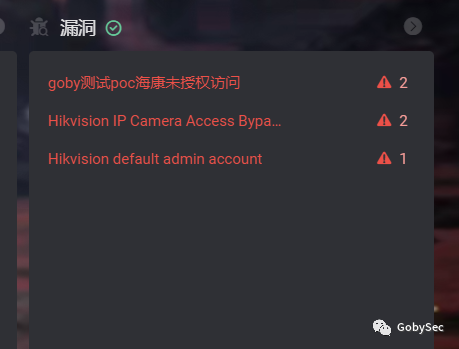 漏洞
goby测试poc海康未授权访问 2
Hikvision IP Camera Access Bypa... 2
Hikvision default admin account 1
GobySec